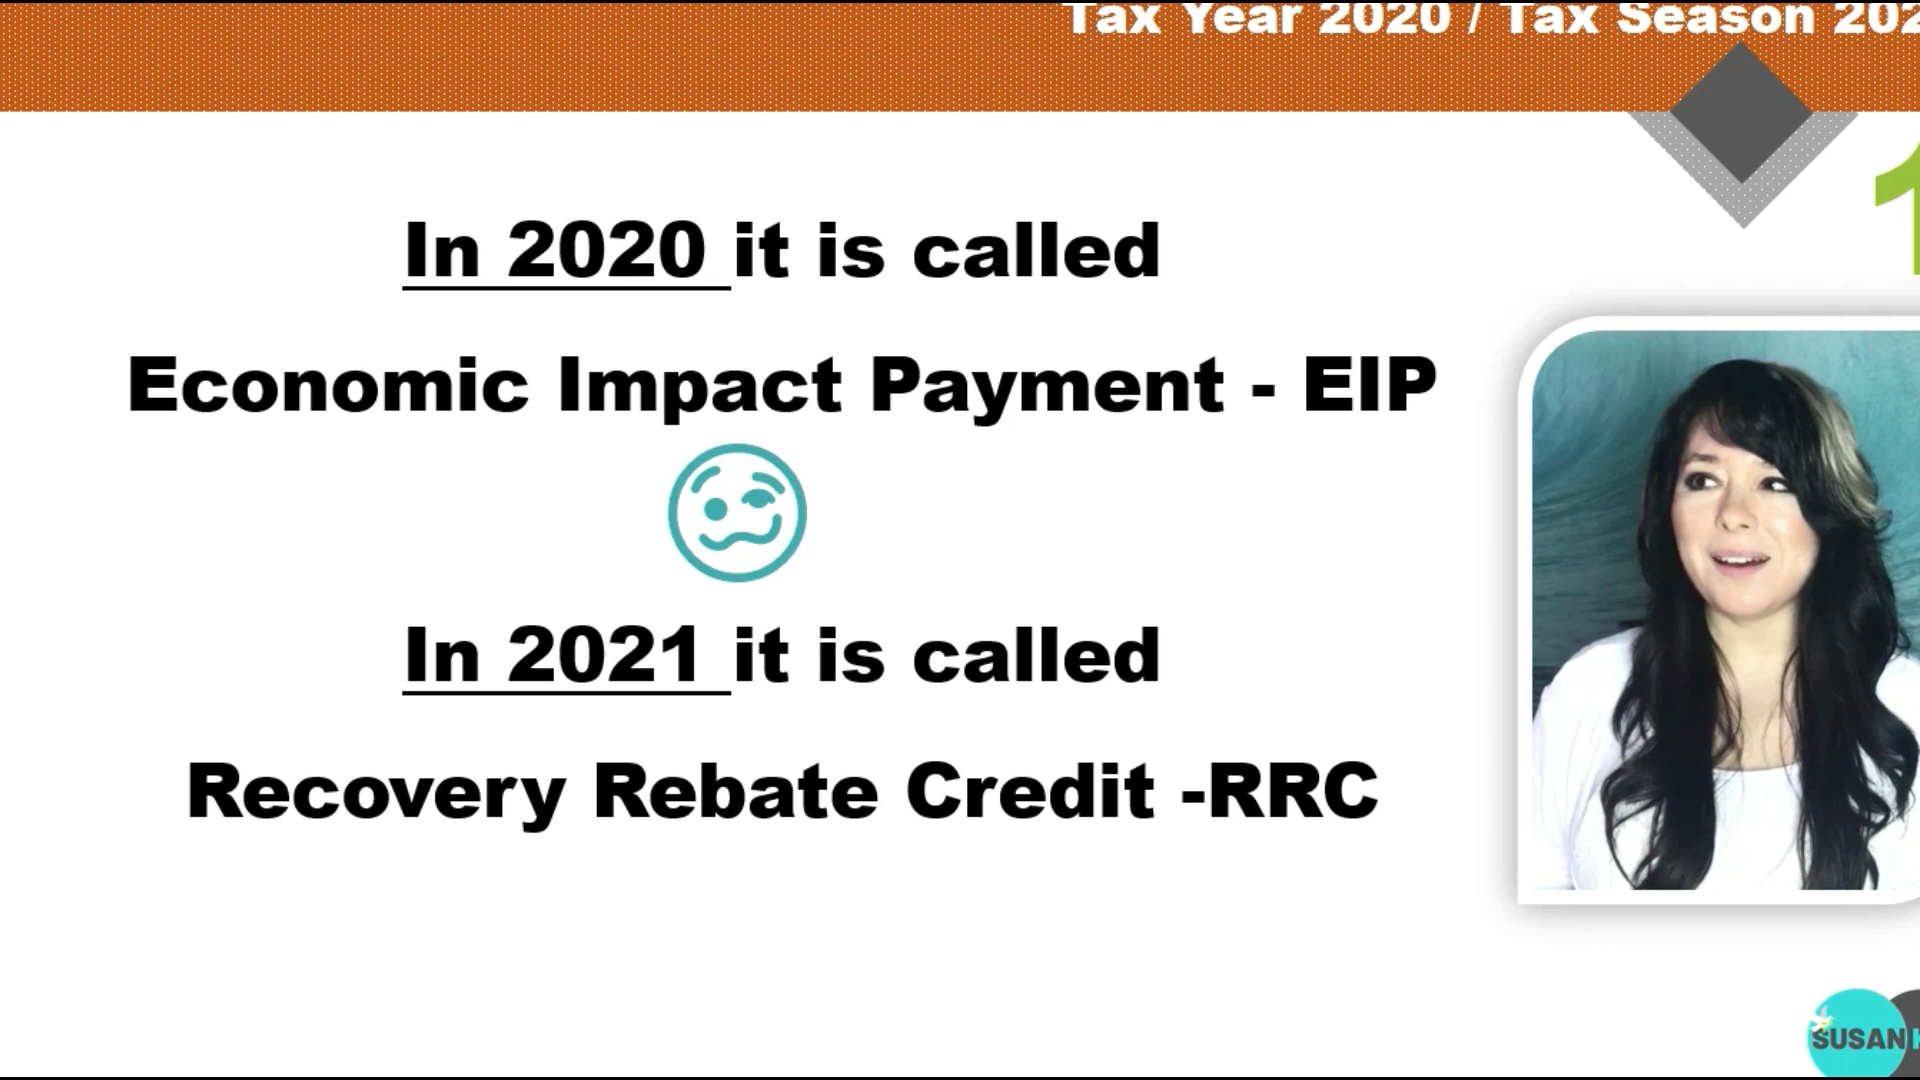 Tax Year 2020 / Tax Season
In 2020 it is called
Economic Impact Payment - EIP
In 2021 it is called
Recovery Rebate Credit -RRC
1
SUSAN